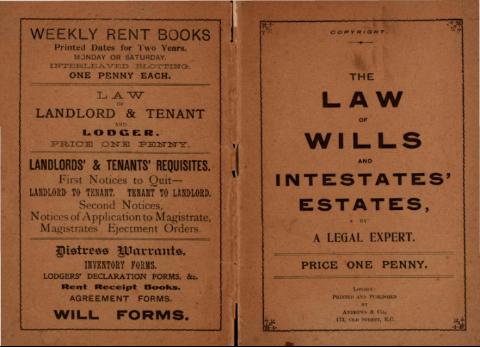 WEEKLY RENT BOOKS
Printed Dates for Two Years.
MONDAY OR SATURDAY.
INTERLEAVED BLOTTING.
ONE PENNY EACH.
LAW
OF
LANDLORD & TENANT
AND
LODGER.
PRICE ONE PENNY.
LANDLORDS' & TENANTS' REQUISITES.
First Notices to Quit—
LANDLORD TO TENANT. TENANT TO LANDLORD.
Second Notices,
Notices of Application to Magistrate,
Magistrates' Ejectment Orders.
Distress Warrants.
INVENTORY FORMS.
LODGERS' DECLARATION FORMS, &c.
Rent Receipt Books.
AGREEMENT FORMS.
WILL FORMS.
COPYRIGHT.
THE
LAW
OF
WILLS
AND
INTESTATES'
ESTATES,
BY
A LEGAL EXPERT.
PRICE ONE PENNY.
LONDON:
PRINTED AND PUBLISHED
BY
ANDREWS & Co.,
173, OLD STREET, E.C.